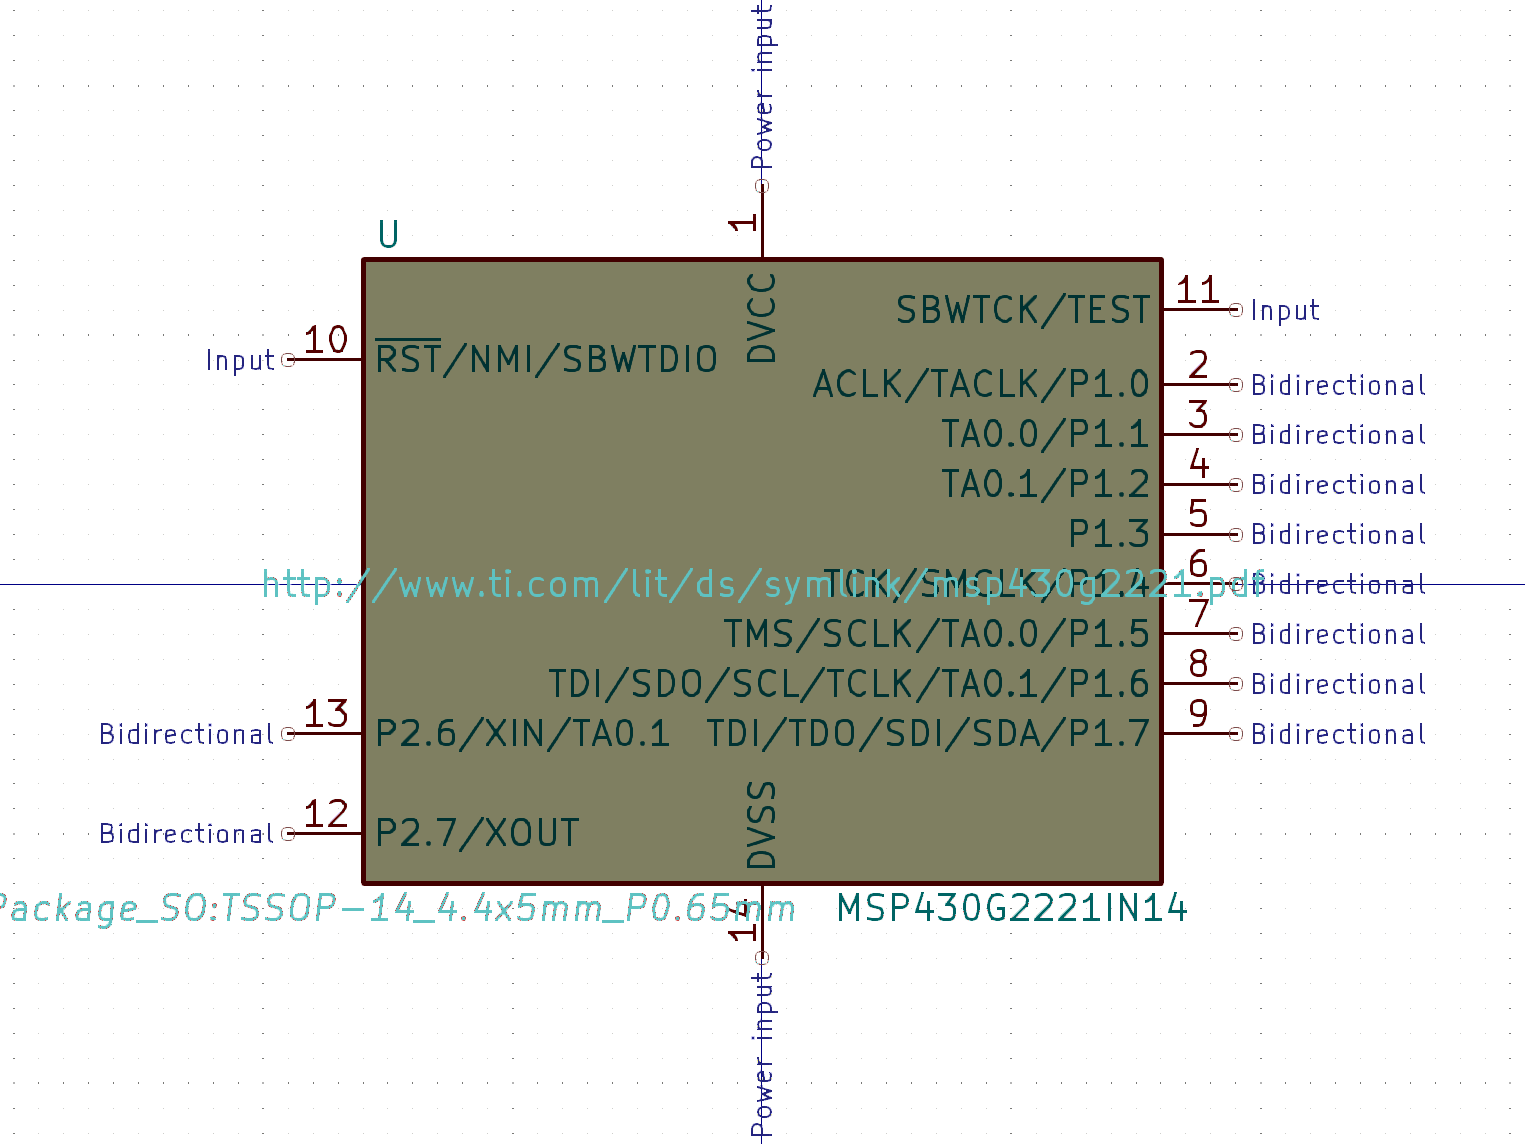 Power input
1
U
DVCC
SBWTCK/TEST 11 Input
Input 10 RST/NMI/SBWTDIO
ACLK/TACLK/P1.0 2 Bidirectional
TA0.0/P1.1 3 Bidirectional
TA0.1/P1.2 4 Bidirectional
P1.3 5 Bidirectional
TCK/SMCLK/P1.4 6 Bidirectional
http://www.ti.com/lit/ds/symlink/msp430g2221.pdf
TMS/SCLK/TA0.0/P1.5 7 Bidirectional
TDI/SDO/SCL/TCLK/TA0.1/P1.6 8 Bidirectional
Bidirectional 13 P2.6/XIN/TA0.1 TDI/TDO/SDI/SDA/P1.7 9 Bidirectional
DVSS
Bidirectional 12 P2.7/XOUT
Package_SO:TSSOP-14_4.4x5mm_P0.65mm MSP430G2221IN14
14
Power input